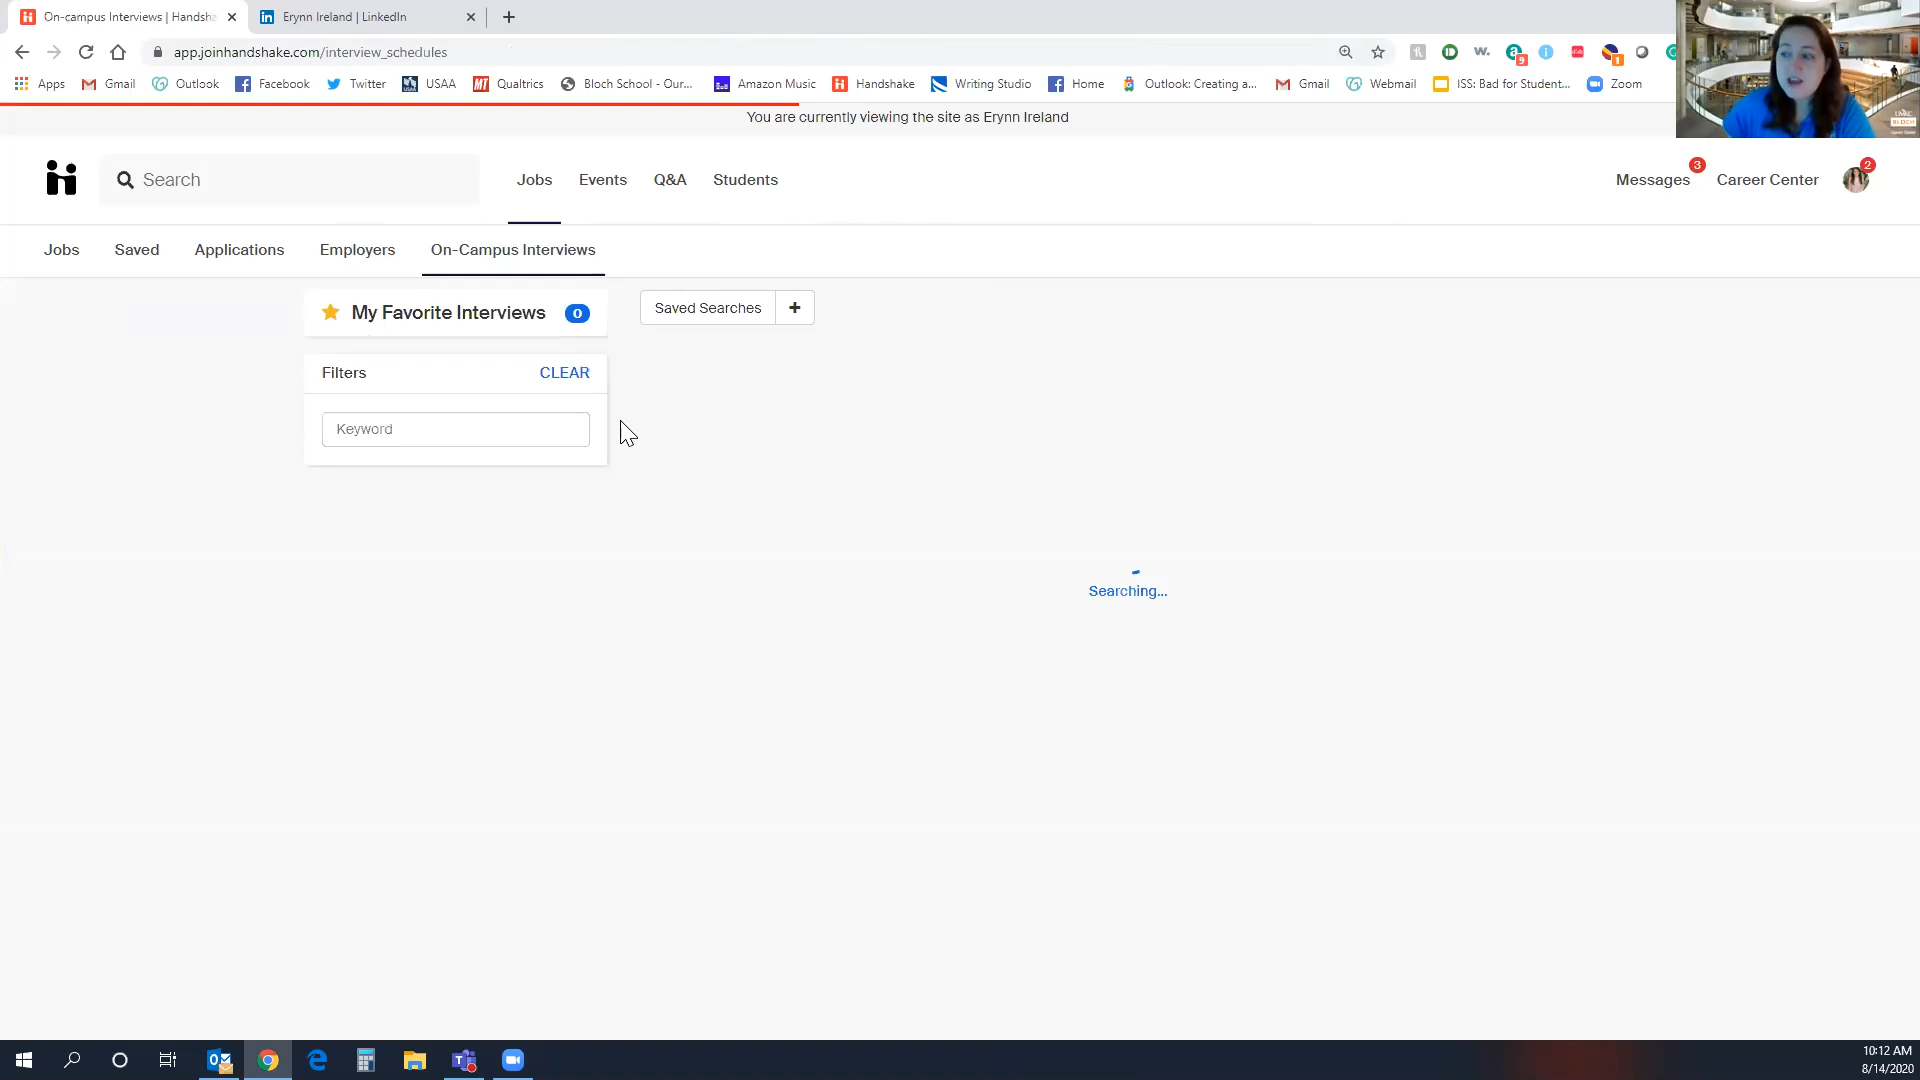 On-campus Interviews | Handsha
Erynn Ireland | LinkedIn
app.joinhandshake.com/interview_schedules
Apps
Gmail
Outlook
Facebook
Twitter
USAA
Qualtrics
Bloch School - Our...
Amazon Music
Handshake
Writing Studio
Home
Outlook: Creating a...
Gmail
Webmail
ISS: Bad for Student...
Zoom
You are currently viewing the site as Erynn Ireland
Search
Jobs
Events
Q&A
Students
Messages
3
Career Center
2
Jobs
Saved
Applications
Employers
On-Campus Interviews
My Favorite Interviews
0
Saved Searches
+
Filters
CLEAR
Keyword
Searching...
10:12 AM
8/14/2020